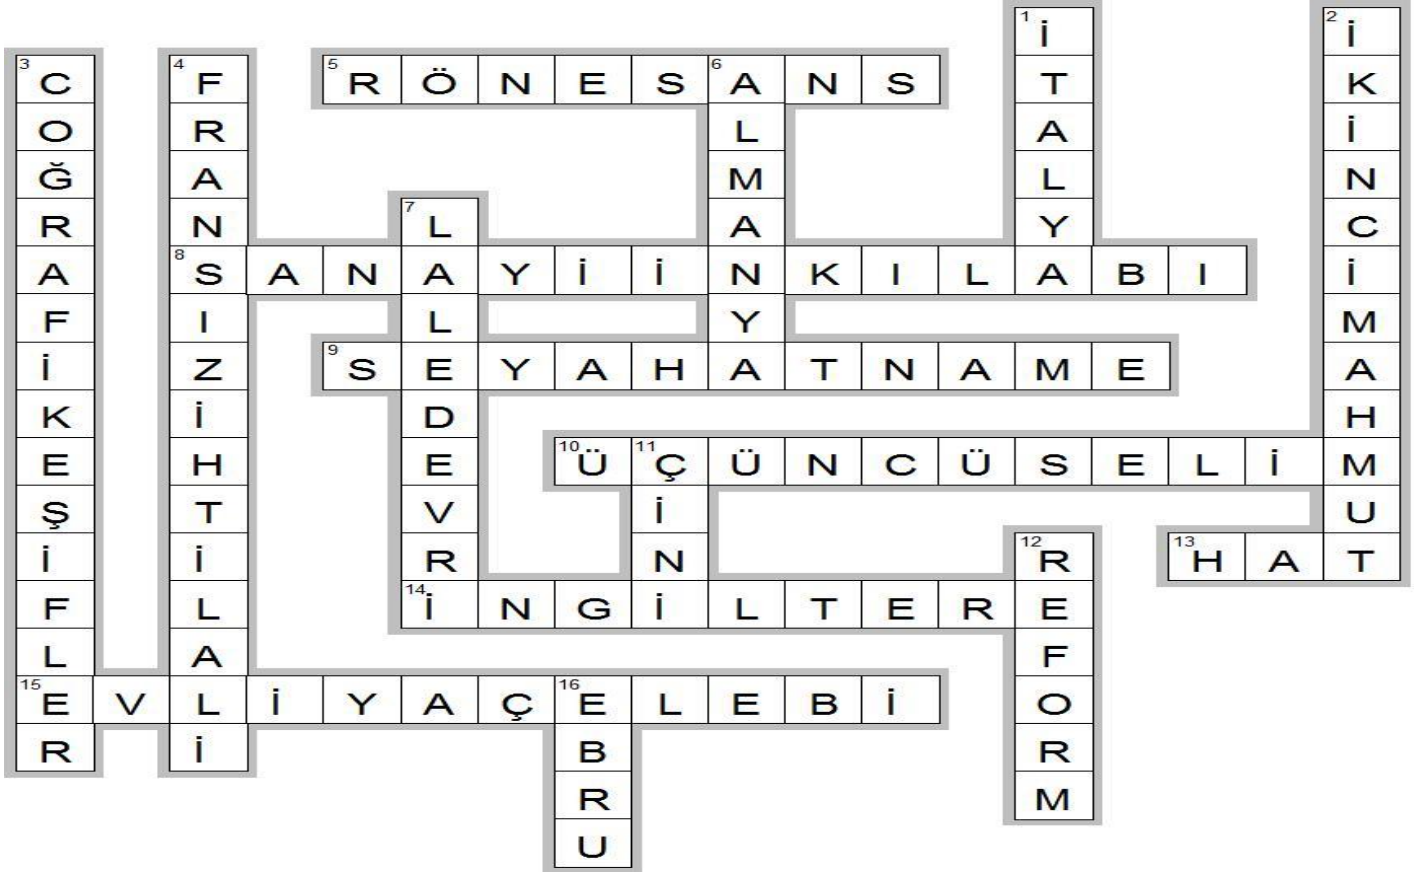 1 İTALYA
2 İKİNCİMAHMUT
3 COĞRAFİKEŞİFLER
4 FRANSIZİHTİLALİ
5 RÖNESANS
6 ALMANYA
7 LALEDEVRİ
8 SANAYİİNKILABI
9 SEYAHATNAME
10 ÜÇÜNCÜSELİM
11 ÇİNİ
12 REFORM
13 HAT
14 İNGİLTERE
15 EVLİYAÇELEBİ
16 EBRU